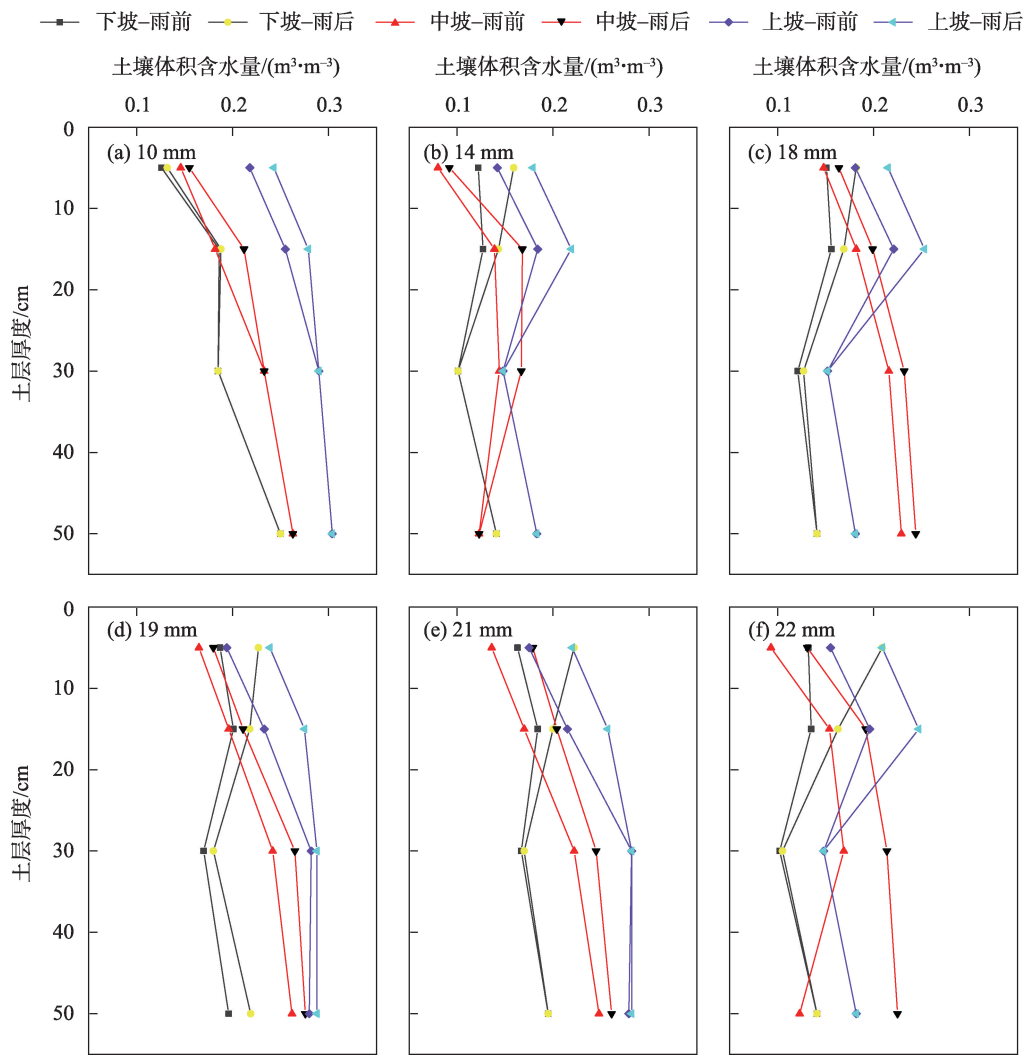 下坡–雨前 下坡–雨后 中坡–雨前 中坡–雨后 上坡–雨前 上坡–雨后
土壤体积含水量/(m³•m⁻³) 土壤体积含水量/(m³•m⁻³) 土壤体积含水量/(m³•m⁻³)
0.1 0.2 0.3 0.1 0.2 0.3 0.1 0.2 0.3
0
(a) 10 mm (b) 14 mm (c) 18 mm
10
20
土层厚度/cm
30
40
50
0
(d) 19 mm (e) 21 mm (f) 22 mm
10
20
土层厚度/cm
30
40
50